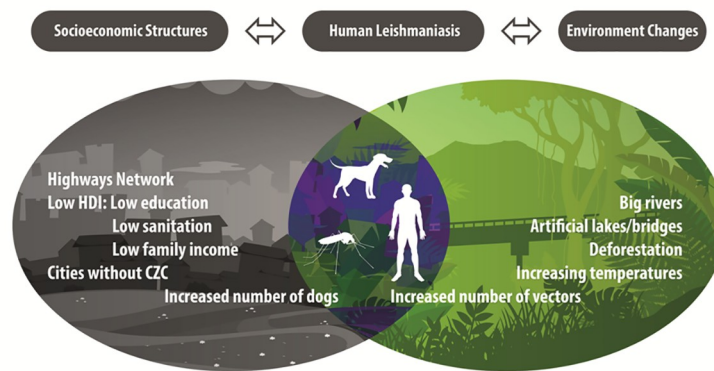 Socioeconomic Structures
Human Leishmaniasis
Environment Changes
Highways Network
Low HDI: Low education
Low sanitation
Low family income
Cities without CZC
Increased number of dogs
Big rivers
Artificial lakes/bridges
Deforestation
Increasing temperatures
Increased number of vectors